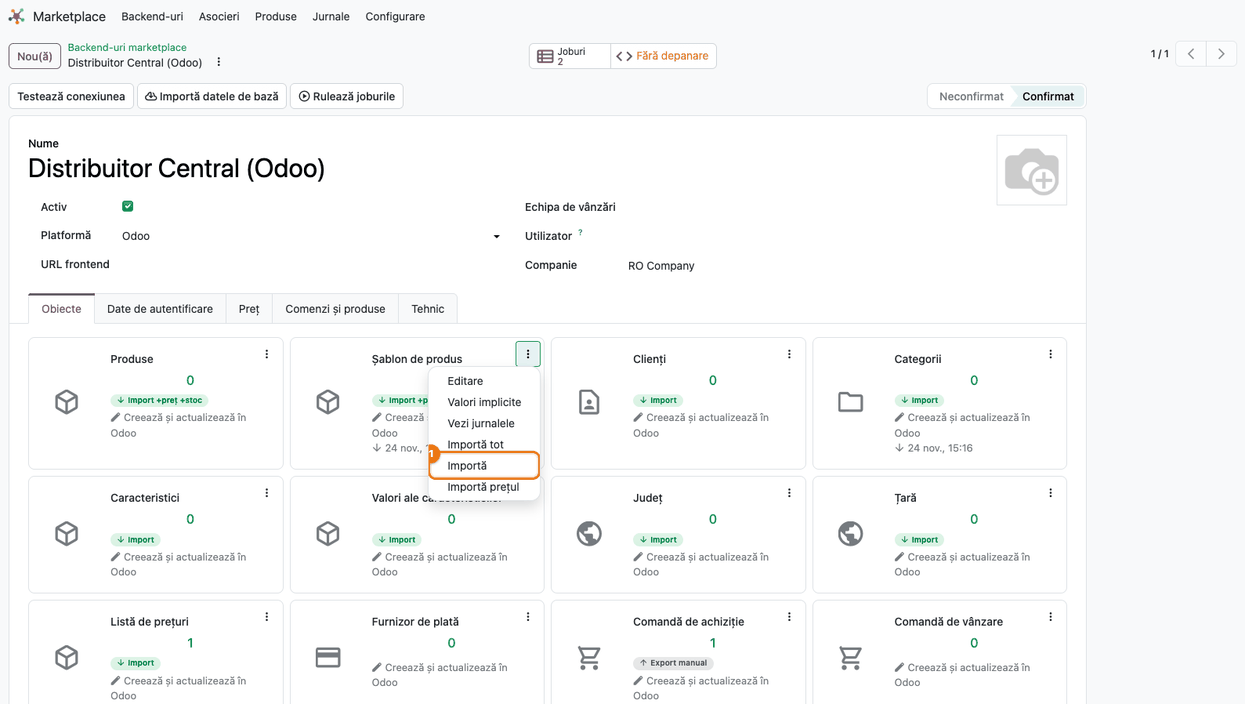 Marketplace Backend-uri Asocieri Produse Jurnale Configurare
Nou(ă)
Backend-uri marketplace
Distribuitor Central (Odoo)
Joburi
2
Fără depanare
1 / 1
Testează conexiunea Importă datele de bază Rulează joburile
Neconfirmat Confirmat
Nume
Distribuitor Central (Odoo)
Activ
Platformă Odoo
URL frontend
Echipa de vânzări
Utilizator ?
Companie RO Company
Obiecte Date de autentificare Preț Comenzi și produse Tehnic
Produse
0
Import +preț +stoc
Creează și actualizează în
Odoo
Șablon de produs
Import +p
Creează
Odoo
24 nov.,
Editare
Valori implicite
Vezi jurnalele
Importă tot
1
Importă
Importă prețul
Clienți
0
Import
Creează și actualizează în
Odoo
Categorii
0
Import
Creează și actualizează în
Odoo
24 nov., 15:16
Caracteristici
0
Import
Creează și actualizează în
Odoo
Valori ale
0
Import
Creează și actualizează în
Odoo
Județ
0
Import
Creează și actualizează în
Odoo
Țară
0
Import
Creează și actualizează în
Odoo
Listă de prețuri
1
Import
Creează și actualizează în
Odoo
Furnizor de plată
0
Creează și actualizează în
Odoo
Comandă de achiziție
1
Export manual
Creează și actualizează în
Odoo
Comandă de vânzare
0
Creează și actualizează în
Odoo